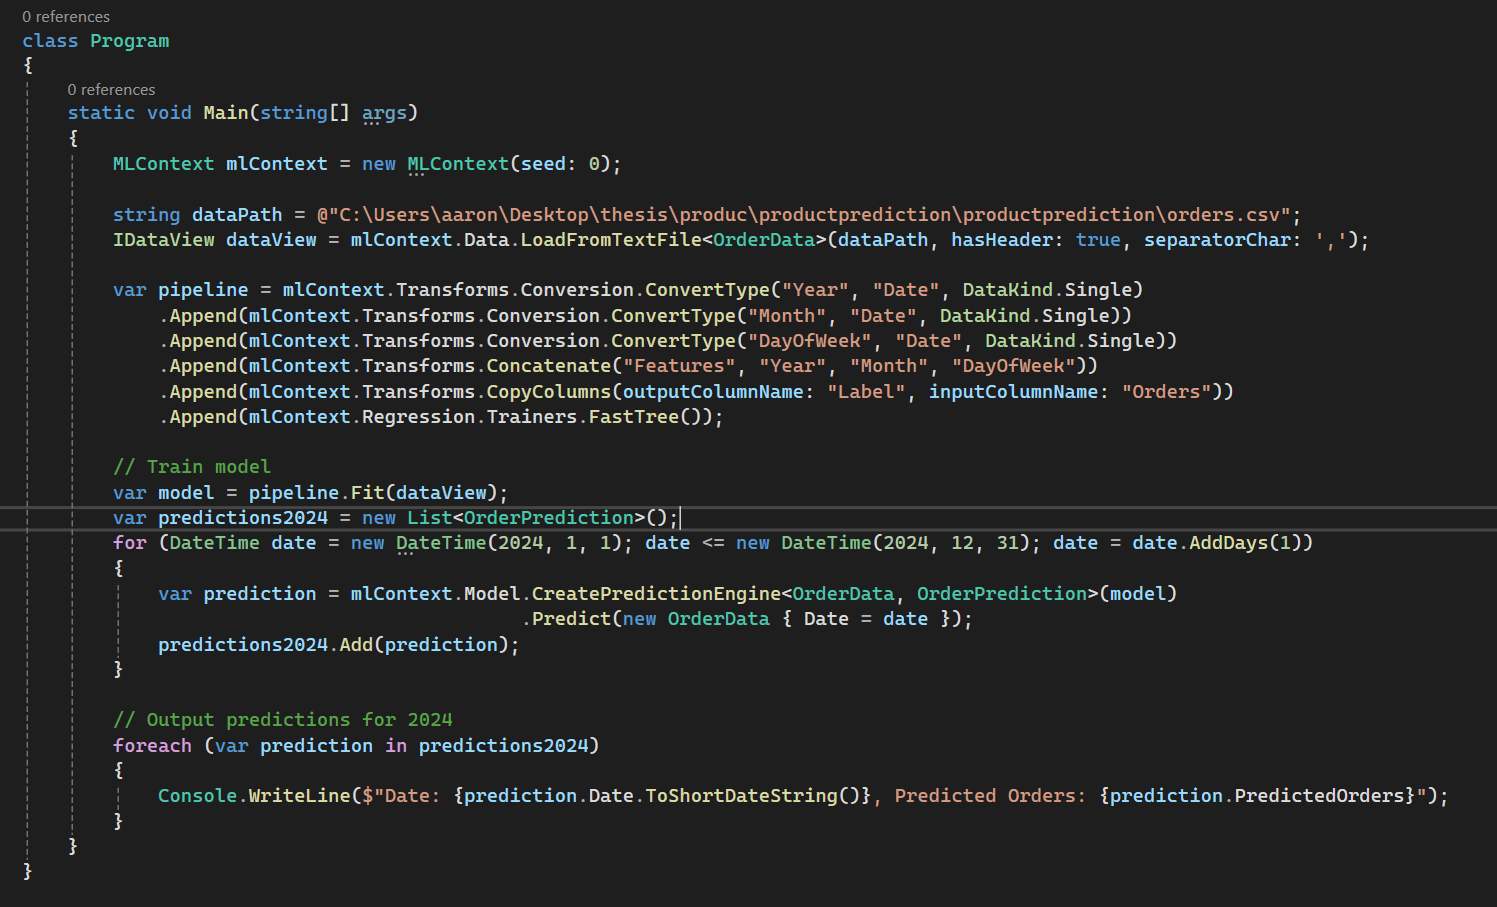 0 references
class Program
{
0 references
static void Main(string[] args)
{
MLContext mlContext = new MLContext(seed: 0);
string dataPath = @"C:\Users\aaron\Desktop\thesis\produc\productprediction\productprediction\orders.csv";
IDataView dataView = mlContext.Data.LoadFromTextFile<OrderData>(dataPath, hasHeader: true, separatorChar: ',');
var pipeline = mlContext.Transforms.Conversion.ConvertType("Year", "Date", DataKind.Single)
.Append(mlContext.Transforms.Conversion.ConvertType("Month", "Date", DataKind.Single))
.Append(mlContext.Transforms.Conversion.ConvertType("DayOfWeek", "Date", DataKind.Single))
.Append(mlContext.Transforms.Concatenate("Features", "Year", "Month", "DayOfWeek"))
.Append(mlContext.Transforms.CopyColumns(outputColumnName: "Label", inputColumnName: "Orders"))
.Append(mlContext.Regression.Trainers.FastTree());
// Train model
var model = pipeline.Fit(dataView);
var predictions2024 = new List<OrderPrediction>();
for (DateTime date = new DateTime(2024, 1, 1); date <= new DateTime(2024, 12, 31); date = date.AddDays(1))
{
var prediction = mlContext.Model.CreatePredictionEngine<OrderData, OrderPrediction>(model)
.Predict(new OrderData { Date = date });
predictions2024.Add(prediction);
}
// Output predictions for 2024
foreach (var prediction in predictions2024)
{
Console.WriteLine($"Date: {prediction.Date.ToShortDateString()}, Predicted Orders: {prediction.PredictedOrders}");
}
}
}